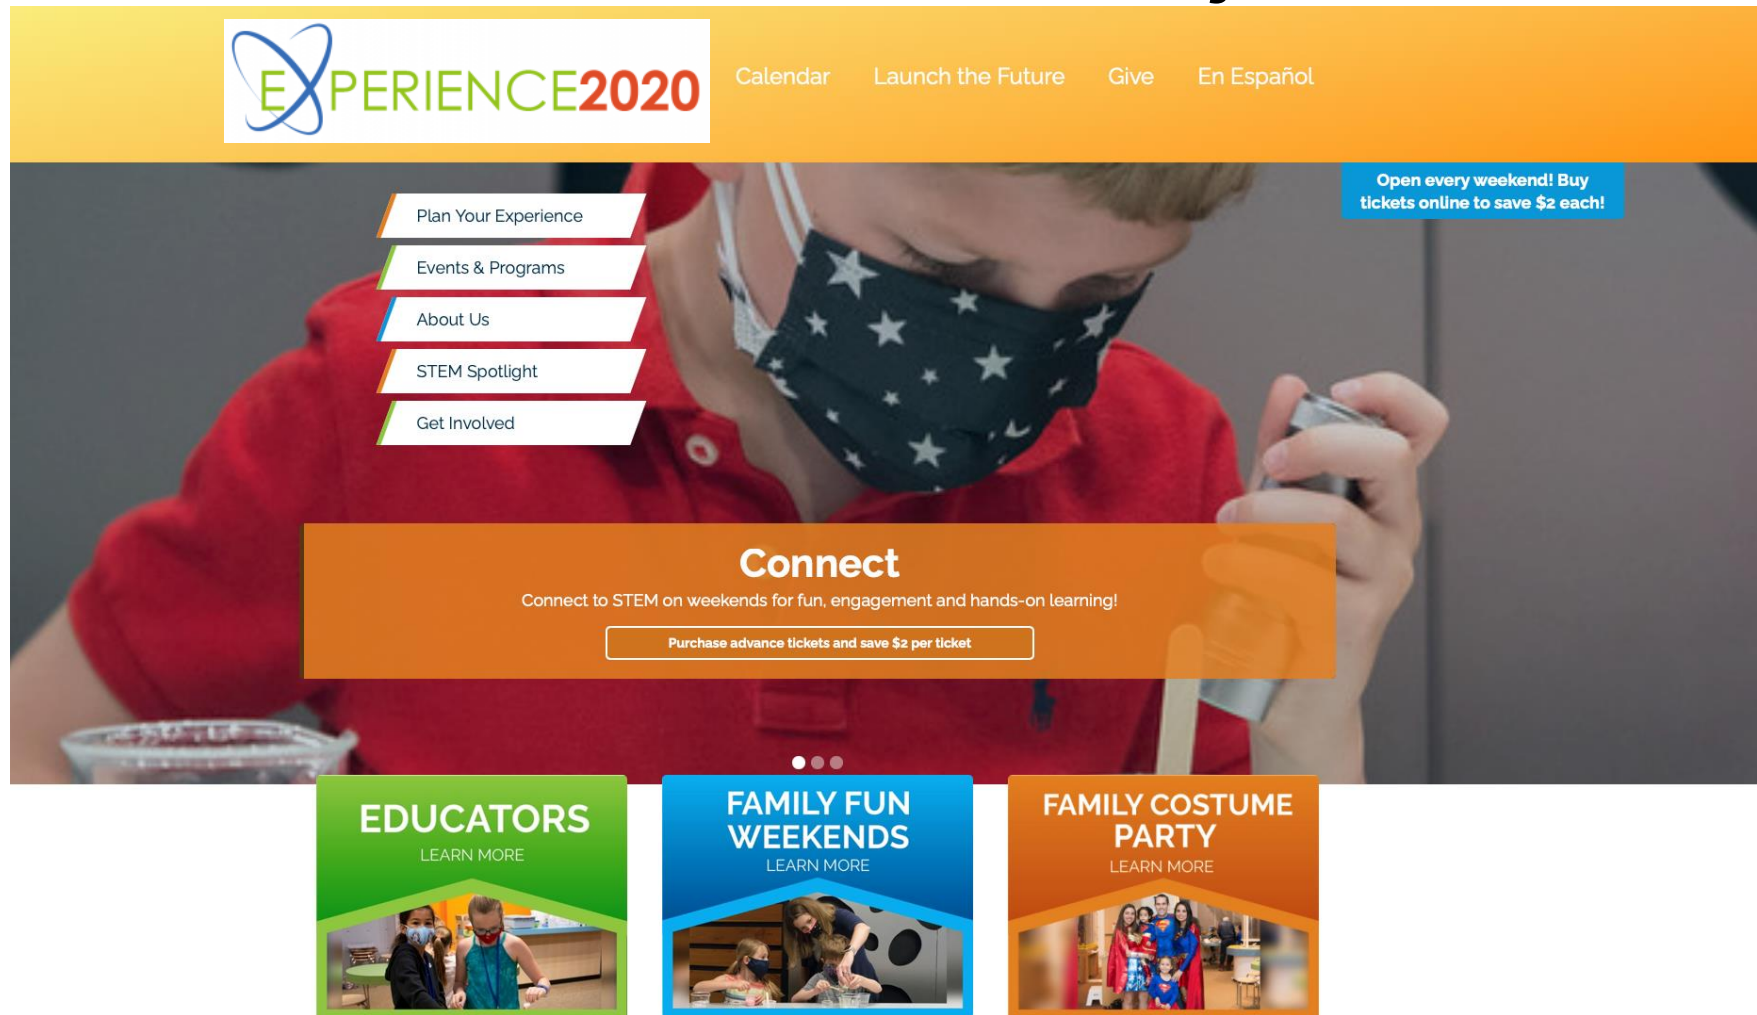 EXPERIENCE2020
Calendar Launch the Future Give En Español
Open every weekend! Buy
tickets online to save $2 each!
Plan Your Experience
Events & Programs
About Us
STEM Spotlight
Get Involved
Connect
Connect to STEM on weekends for fun, engagement and hands-on learning!
Purchase advance tickets and save $2 per ticket
EDUCATORS
LEARN MORE
FAMILY FUN
WEEKENDS
LEARN MORE
FAMILY COSTUME
PARTY
LEARN MORE